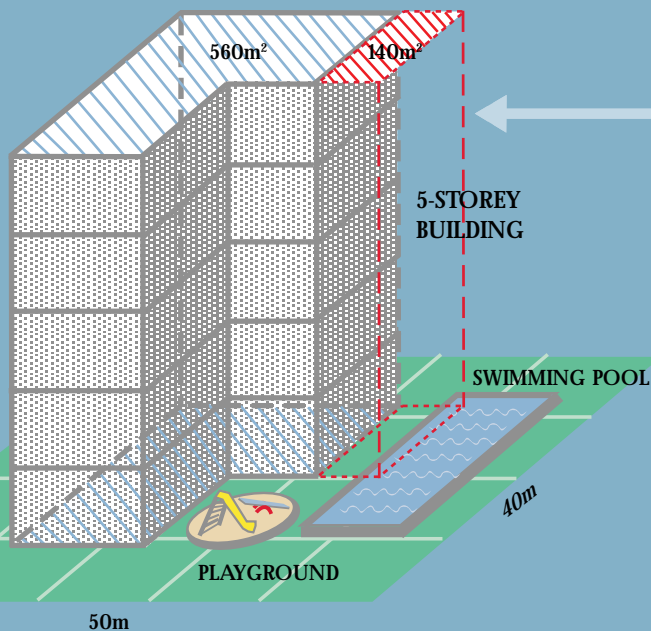 560m²
140m²
5-STOREY
BUILDING
SWIMMING POOL
40m
PLAYGROUND
50m